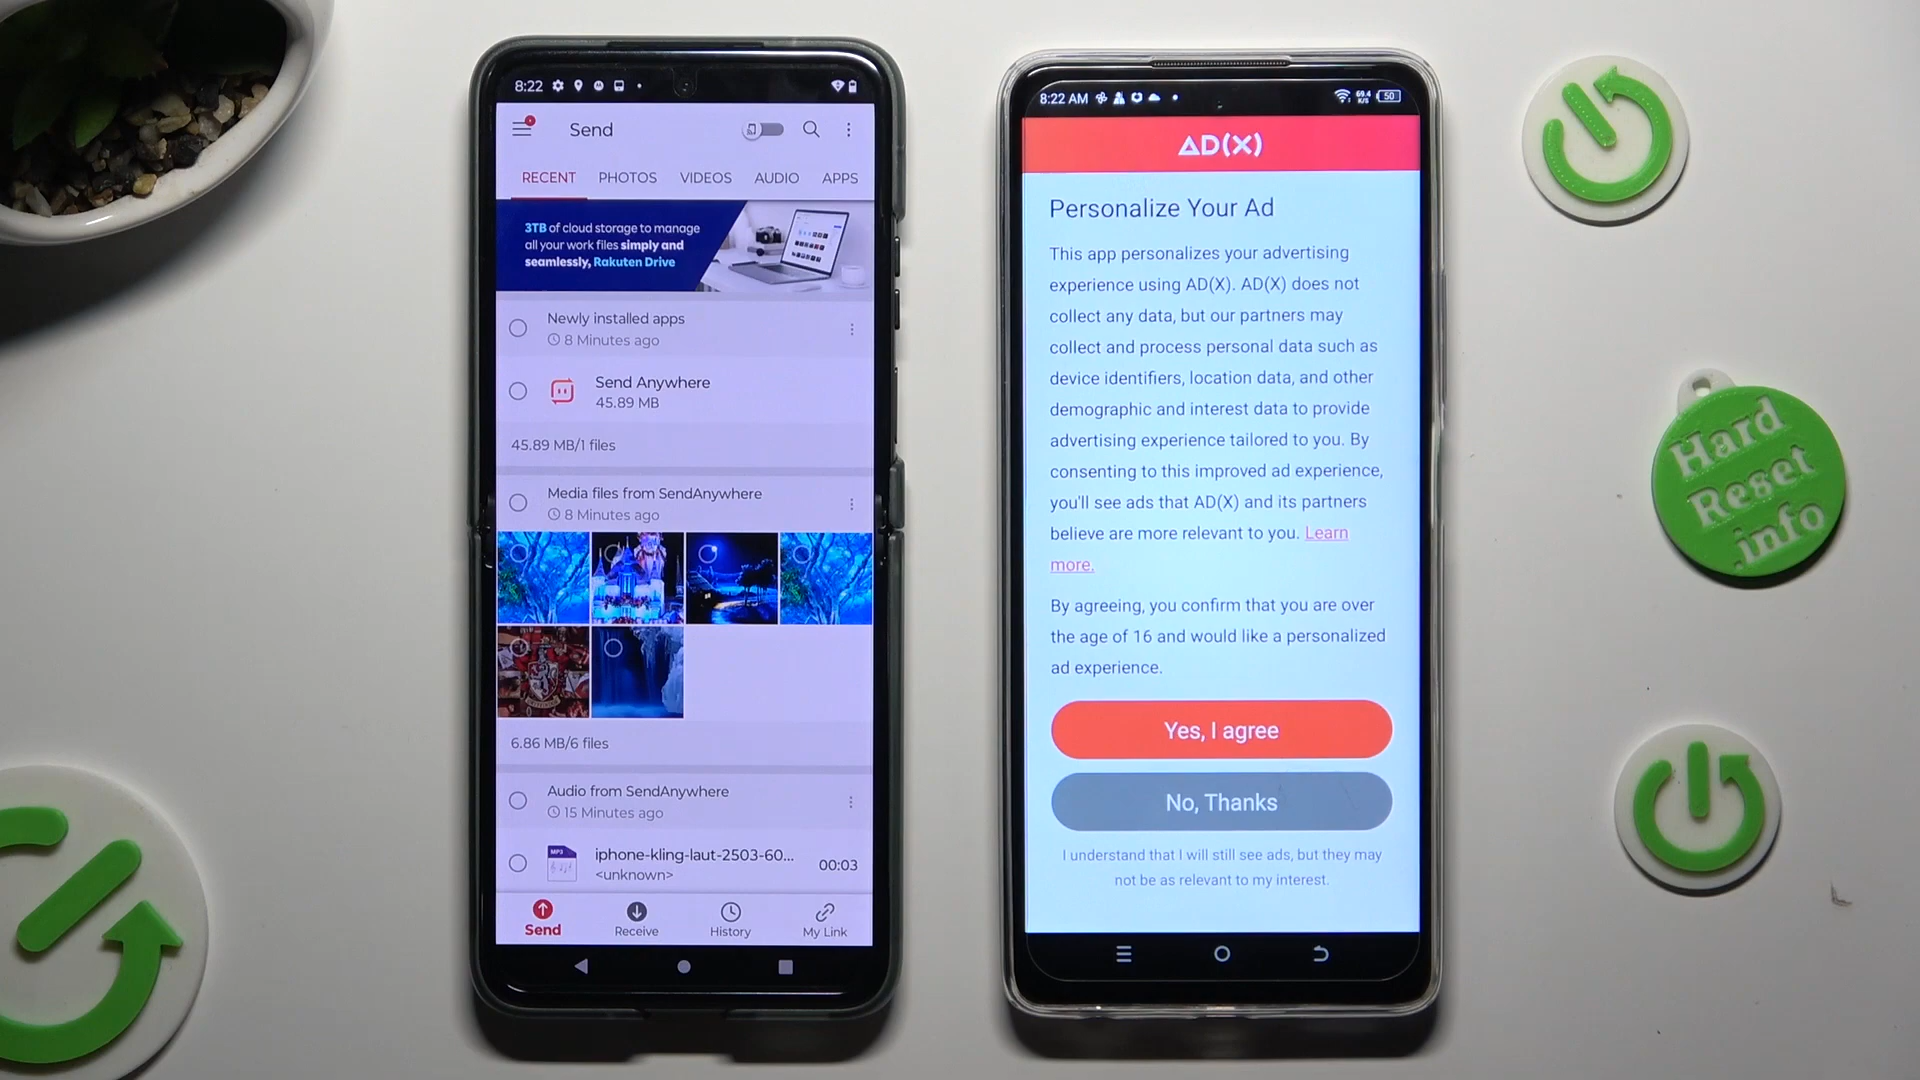 8:22
Send
RECENT PHOTOS VIDEOS AUDIO APPS
3TB of cloud storage to manage
all your work files simply and
seamlessly, Rakuten Drive
Newly installed apps
8 Minutes ago
Send Anywhere
45.89 MB
45.89 MB/1 files
Media files from SendAnywhere
8 Minutes ago
6.86 MB/6 files
Audio from SendAnywhere
15 Minutes ago
MP3
iphone-kling-laut-2503-60...
<unknown>
00:03
Send Receive History My Link
8:22 AM
69.4
K/S
50
AD(X)
Personalize Your Ad
This app personalizes your advertising
experience using AD(X). AD(X) does not
collect any data, but our partners may
collect and process personal data such as
device identifiers, location data, and other
demographic and interest data to provide
advertising experience tailored to you. By
consenting to this improved ad experience,
you'll see ads that AD(X) and its partners
believe are more relevant to you. Learn
more.
By agreeing, you confirm that you are over
the age of 16 and would like a personalized
ad experience.
Yes, I agree
No, Thanks
I understand that I will still see ads, but they may
not be as relevant to my interest.
Hard
Reset
.info